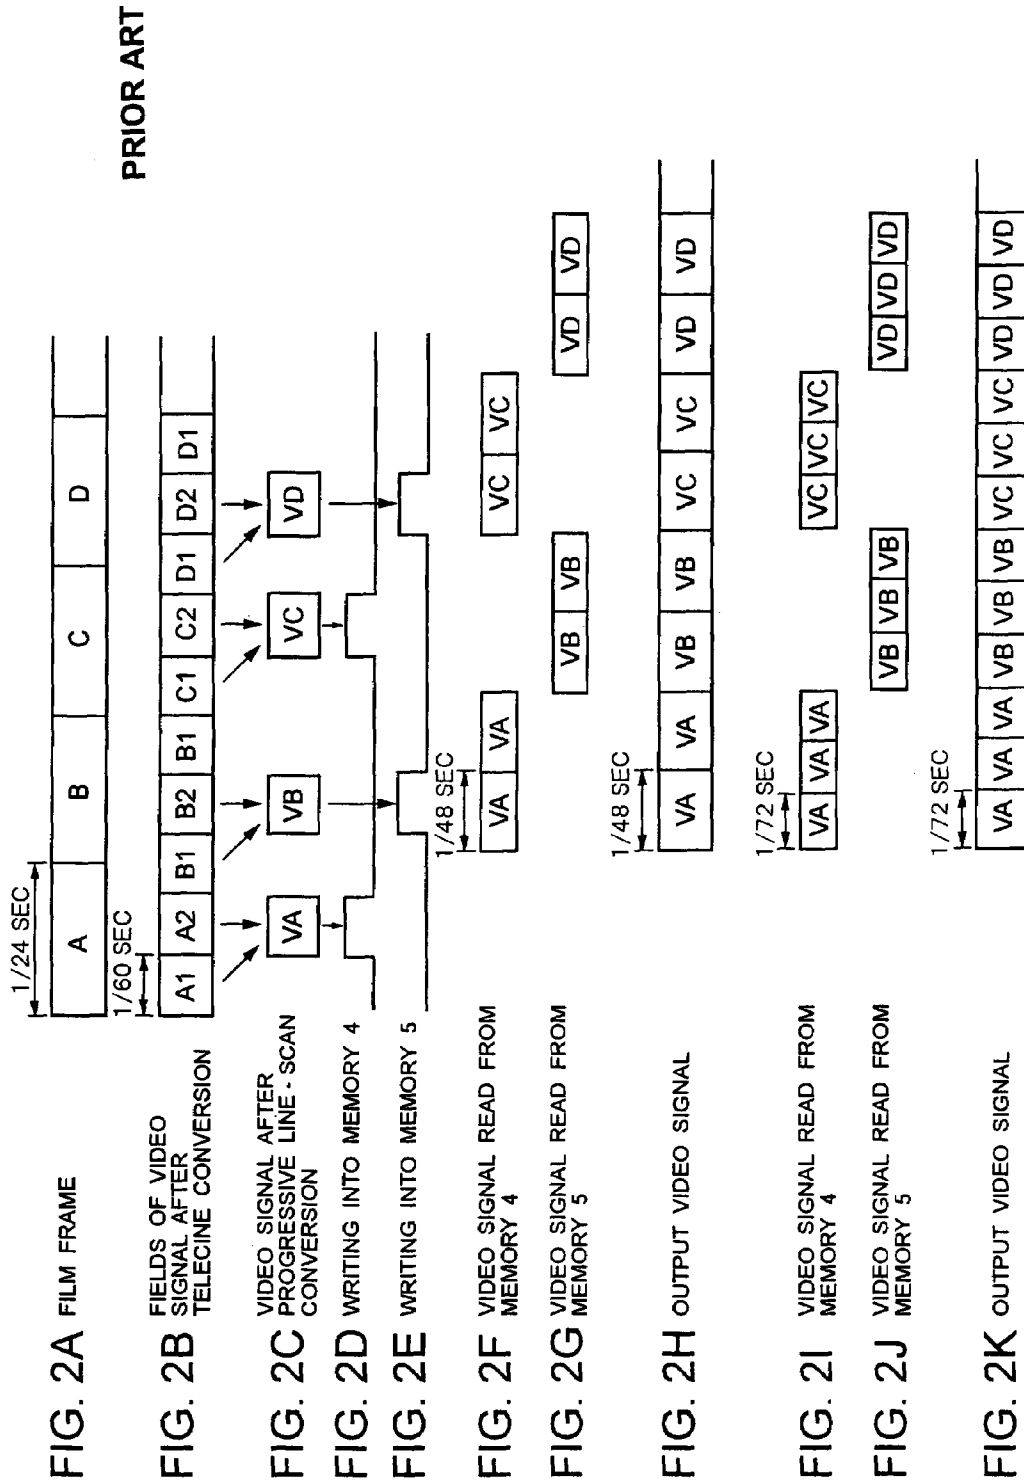 PRIOR ART
1/24 SEC
FIG. 2A FILM FRAME A B C D
1/60 SEC
FIG. 2B FIELDS OF VIDEO
SIGNAL AFTER
TELECINE CONVERSION
A1 A2 B1 B2 B1 C1 C2 D1 D2 D1
FIG. 2C VIDEO SIGNAL AFTER
PROGRESSIVE LINE - SCAN
CONVERSION
VA VB VC VD
FIG. 2D WRITING INTO MEMORY 4
FIG. 2E WRITING INTO MEMORY 5
1/48 SEC
FIG. 2F VIDEO SIGNAL READ FROM
MEMORY 4
VA VA VC VC
FIG. 2G VIDEO SIGNAL READ FROM
MEMORY 5
VB VB VD VD
1/48 SEC
FIG. 2H OUTPUT VIDEO SIGNAL VA VA VB VB VC VC VD VD
1/72 SEC
FIG. 2I VIDEO SIGNAL READ FROM
MEMORY 4
VA VA VA VC VC VC
FIG. 2J VIDEO SIGNAL READ FROM
MEMORY 5
VB VB VB VD VD VD
1/72 SEC
FIG. 2K OUTPUT VIDEO SIGNAL VA VA VA VB VB VB VC VC VC VD VD VD